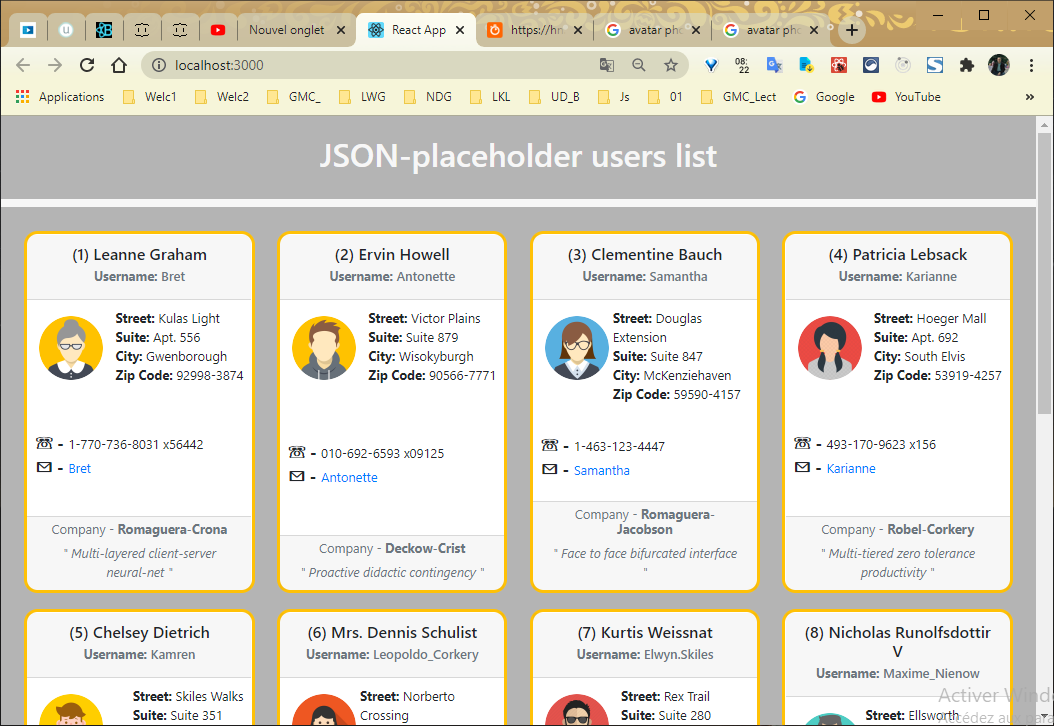 Nouvel onglet
React App
https://hn
avatar pho
avatar pho
localhost:3000
08:
22
Applications
Welc1
Welc2
GMC_
LWG
NDG
LKL
UD_B
Js
01
GMC_Lect
Google
YouTube
»
JSON-placeholder users list
(1) Leanne Graham
Username: Bret
Street: Kulas Light
Suite: Apt. 556
City: Gwenborough
Zip Code: 92998-3874
- 1-770-736-8031 x56442
- Bret
Company - Romaguera-Crona
" Multi-layered client-server
neural-net "
(2) Ervin Howell
Username: Antonette
Street: Victor Plains
Suite: Suite 879
City: Wisokyburgh
Zip Code: 90566-7771
- 010-692-6593 x09125
- Antonette
Company - Deckow-Crist
" Proactive didactic contingency "
(3) Clementine Bauch
Username: Samantha
Street: Douglas
Extension
Suite: Suite 847
City: McKenziehaven
Zip Code: 59590-4157
- 1-463-123-4447
- Samantha
Company - Romaguera-
Jacobson
" Face to face bifurcated interface
"
(4) Patricia Lebsack
Username: Karianne
Street: Hoeger Mall
Suite: Apt. 692
City: South Elvis
Zip Code: 53919-4257
- 493-170-9623 x156
- Karianne
Company - Robel-Corkery
" Multi-tiered zero tolerance
productivity "
(5) Chelsey Dietrich
Username: Kamren
Street: Skiles Walks
Suite: Suite 351
(6) Mrs. Dennis Schulist
Username: Leopoldo_Corkery
Street: Norberto
Crossing
(7) Kurtis Weissnat
Username: Elwyn.Skiles
Street: Rex Trail
Suite: Suite 280
(8) Nicholas Runolfsdottir
V
Username: Maxime_Nienow
Street: Ellsworth
Activer Wind
Accédez aux para